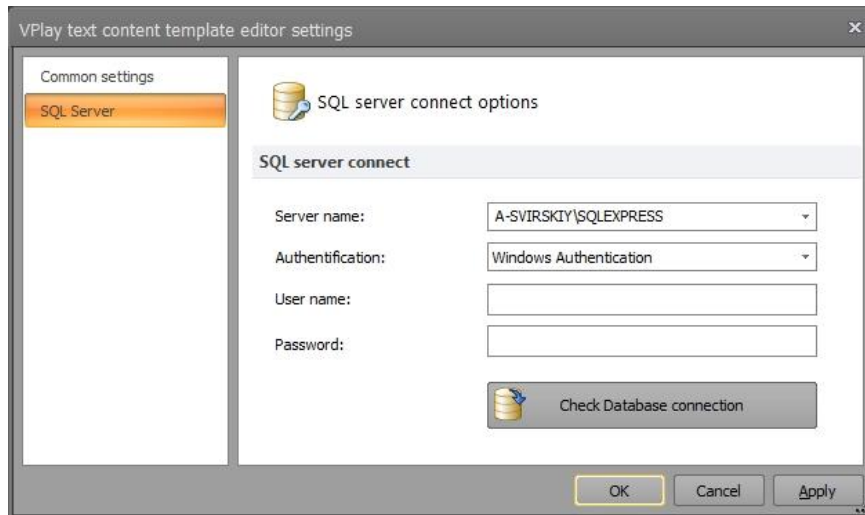 VPlay text content template editor settings
Common settings
SQL Server
SQL server connect options
SQL server connect
Server name:
A-SVIRSKIY\SQLEXPRESS
Authentification:
Windows Authentication
User name:
Password:
Check Database connection
OK
Cancel
Apply